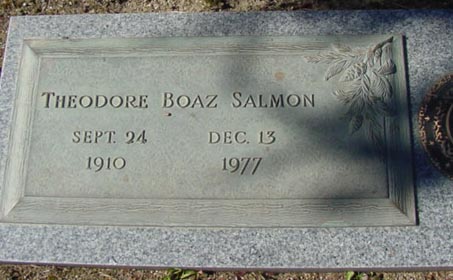 THEODORE BOAZ SALMON
SEPT. 24 DEC. 13
1910 1977